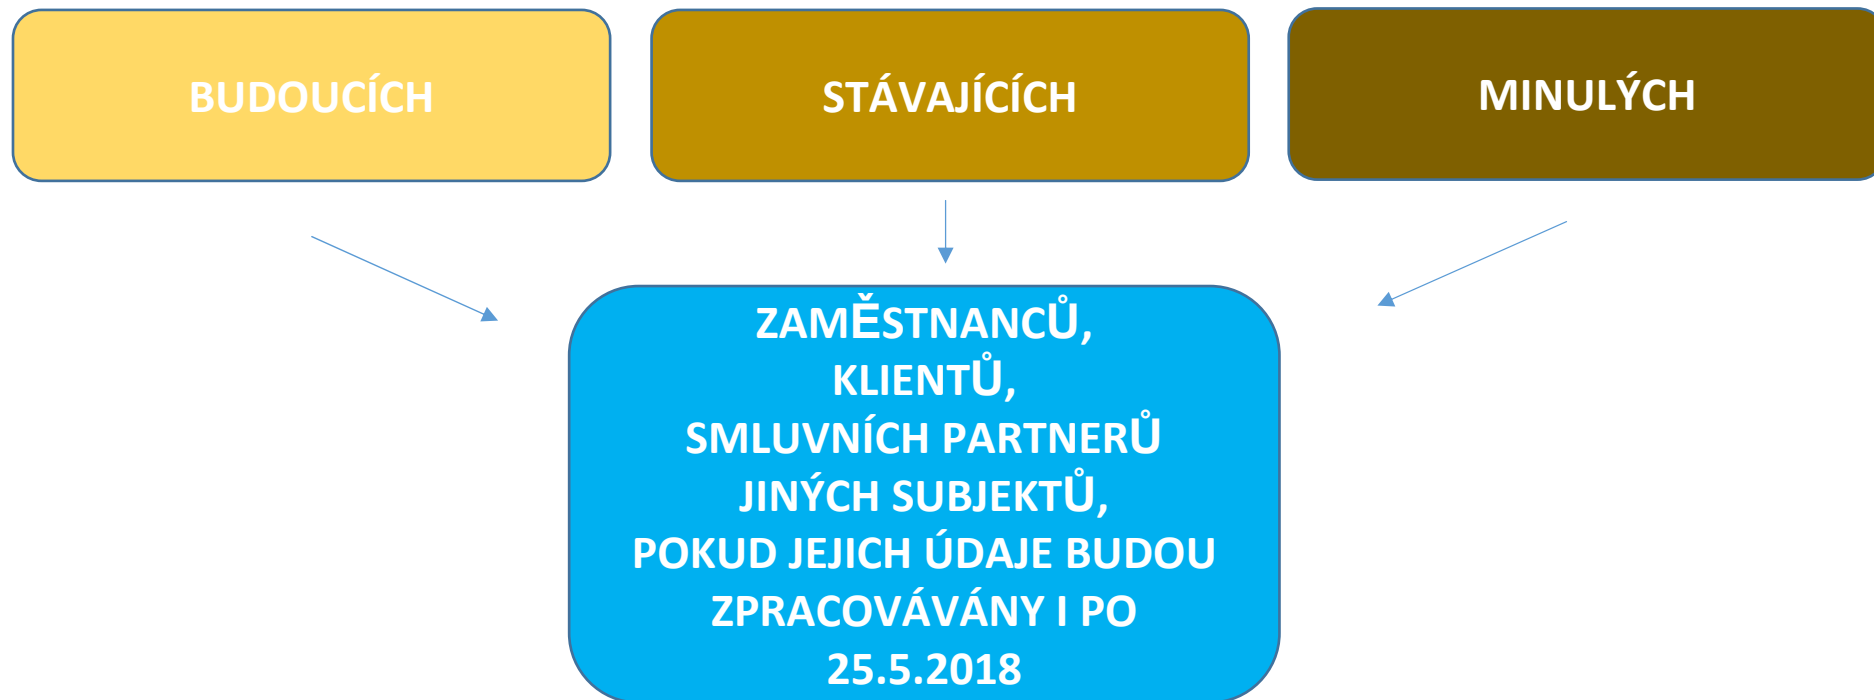 BUDOUCÍCH
STÁVAJÍCÍCH
MINULÝCH
ZAMĚSTNANCŮ,
KLIENTŮ,
SMLUVNÍCH PARTNERŮ
JINÝCH SUBJEKTŮ,
POKUD JEJICH ÚDAJE BUDOU
ZPRACOVÁVÁNY I PO
25.5.2018